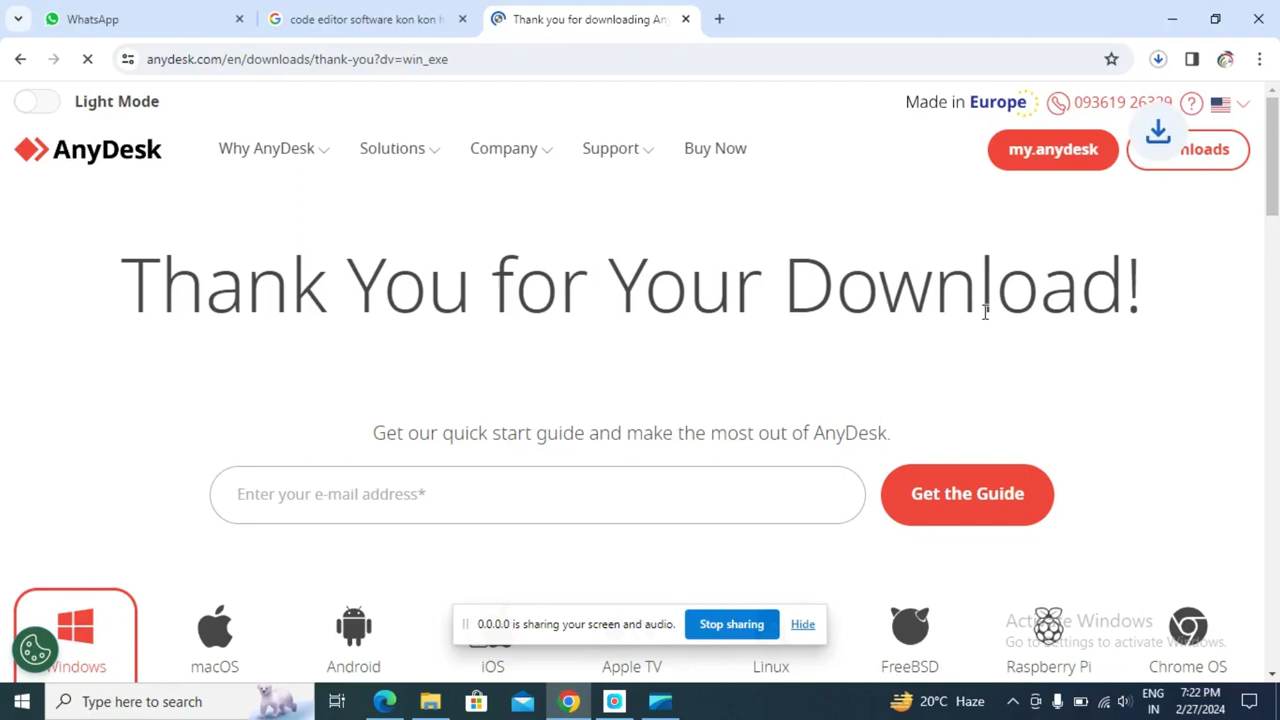 WhatsApp
code editor software kon kon h
Thank you for downloading An
anydesk.com/en/downloads/thank-you?dv=win_exe
Light Mode
Made in Europe
093619 26329
AnyDesk
Why AnyDesk
Solutions
Company
Support
Buy Now
my.anydesk
nloads
Thank You for Your Download!
Get our quick start guide and make the most out of AnyDesk.
Enter your e-mail address*
Get the Guide
0.0.0.0 is sharing your screen and audio.
Stop sharing
Hide
Activate Windows
Go to Settings to activate Windows.
Windows
macOS
Android
iOS
Apple TV
Linux
FreeBSD
Raspberry Pi
Chrome OS
Type here to search
20°C Haze
ENG
IN
7:22 PM
2/27/2024